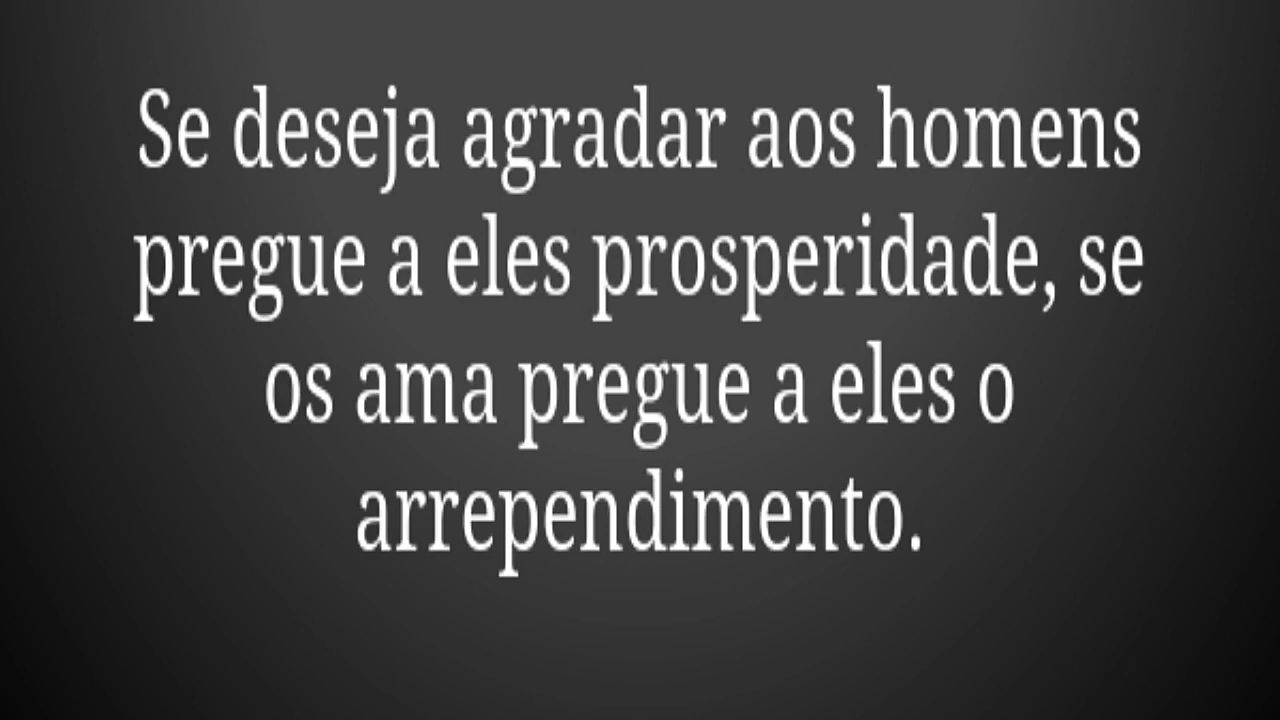 Se deseja agradar aos homens
pregue a eles prosperidade, se
os ama pregue a eles o
arrependimento.